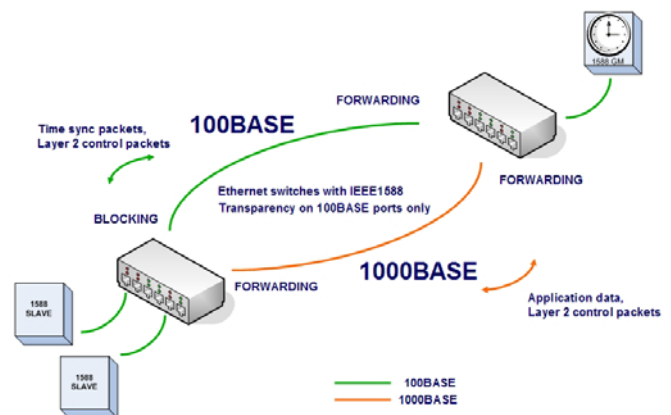 1588 GM
FORWARDING
100BASE
Time sync packets,
Layer 2 control packets
FORWARDING
Ethernet switches with IEEE1588
Transparency on 100BASE ports only
BLOCKING
1000BASE
FORWARDING
Application data,
Layer 2 control packets
1588
SLAVE
1588
SLAVE
100BASE
1000BASE